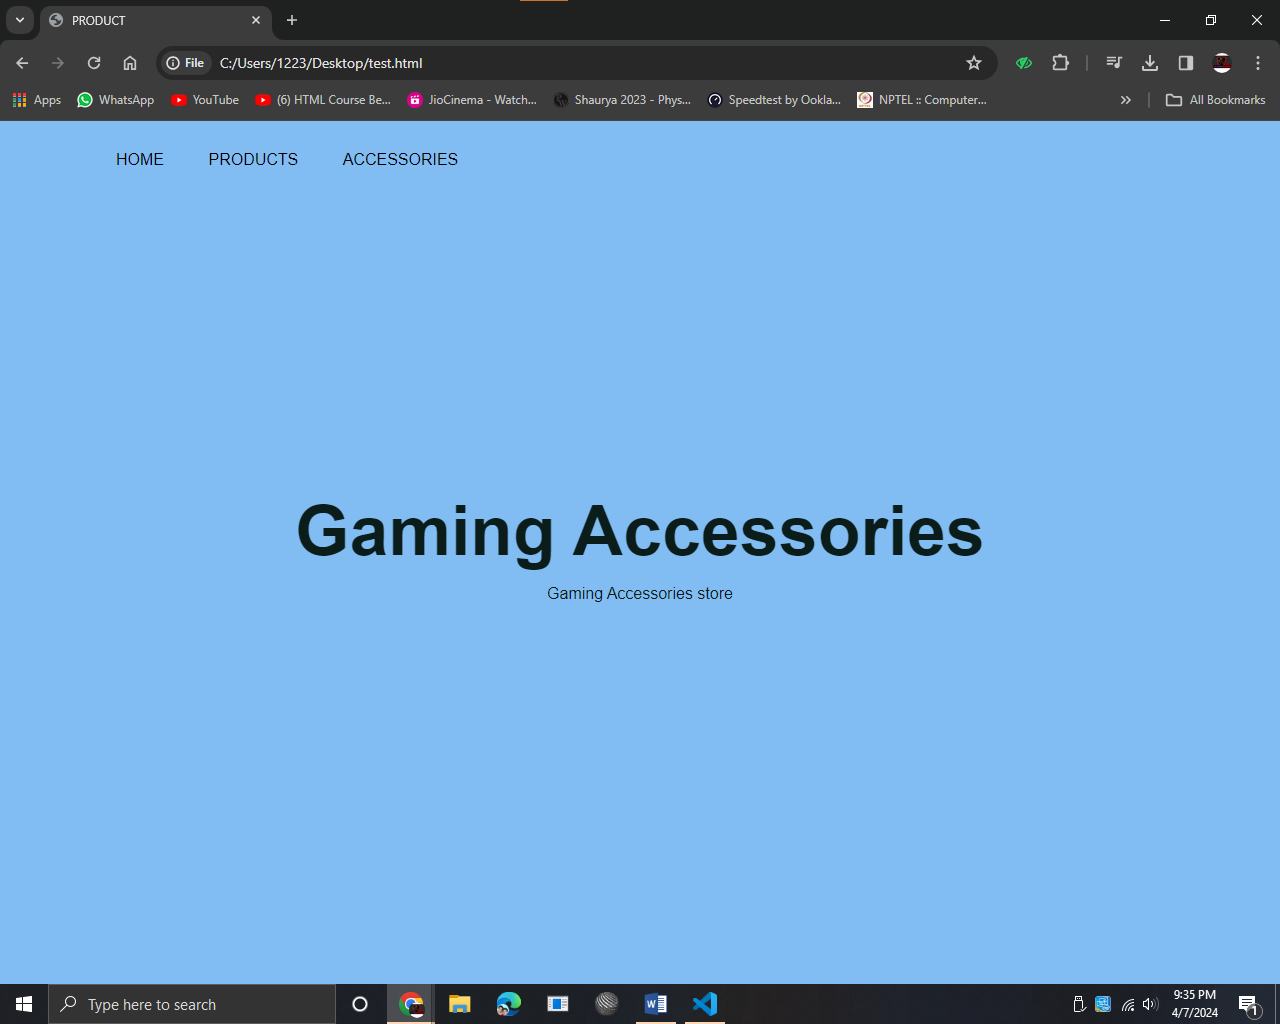 PRODUCT
File C:/Users/1223/Desktop/test.html
Apps WhatsApp YouTube (6) HTML Course Be... JioCinema - Watch... Shaurya 2023 - Phys... Speedtest by Ookla... NPTEL :: Computer... All Bookmarks
HOME PRODUCTS ACCESSORIES
Gaming Accessories
Gaming Accessories store
Type here to search
9:35 PM
4/7/2024
1